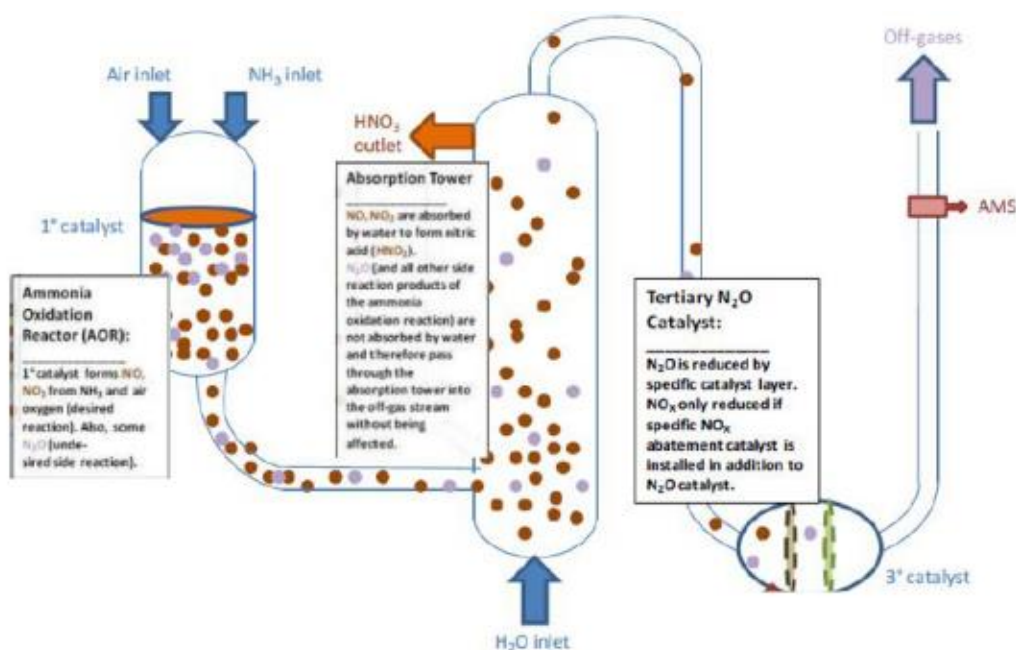 Off-gases
Air inlet
NH₃ inlet
HNO₃
outlet
Absorption Tower
NO, NO₂ are absorbed
by water to form nitric
acid (HNO₃).
N₂O (and all other side
reaction products of
the ammonia
oxidation reaction) are
not absorbed by water
and therefore pass
through the
absorption tower into
the off-gas stream
without being
affected.
1° catalyst
AMS
Ammonia
Oxidation
Reactor (AOR):
1° catalyst forms NO,
NO₂ from NH₃ and air
oxygen (desired
reaction). Also, some
N₂O (unde-
sired side reaction).
Tertiary N₂O
Catalyst:
N₂O is reduced by
specific catalyst layer.
NOₓ only reduced if
specific NOₓ
abatement catalyst is
installed in addition to
N₂O catalyst.
3° catalyst
H₂O inlet